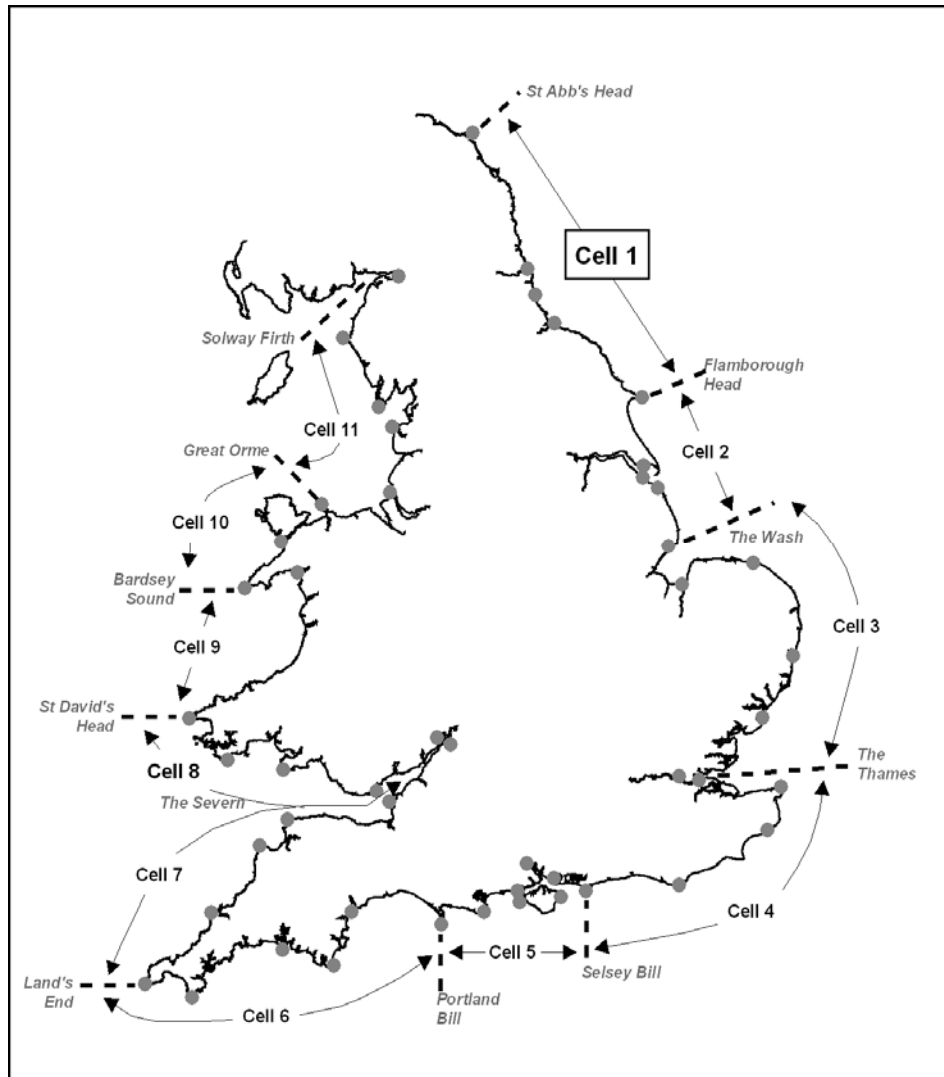 St Abb's Head
Cell 1
Solway Firth
Flamborough
Head
Cell 11
Great Orme
Cell 2
Cell 10
The Wash
Bardsey
Sound
Cell 3
Cell 9
St David's
Head
Cell 8
The
Thames
The Severn
Cell 7
Cell 4
Cell 5
Selsey Bill
Land's
End
Portland
Bill
Cell 6